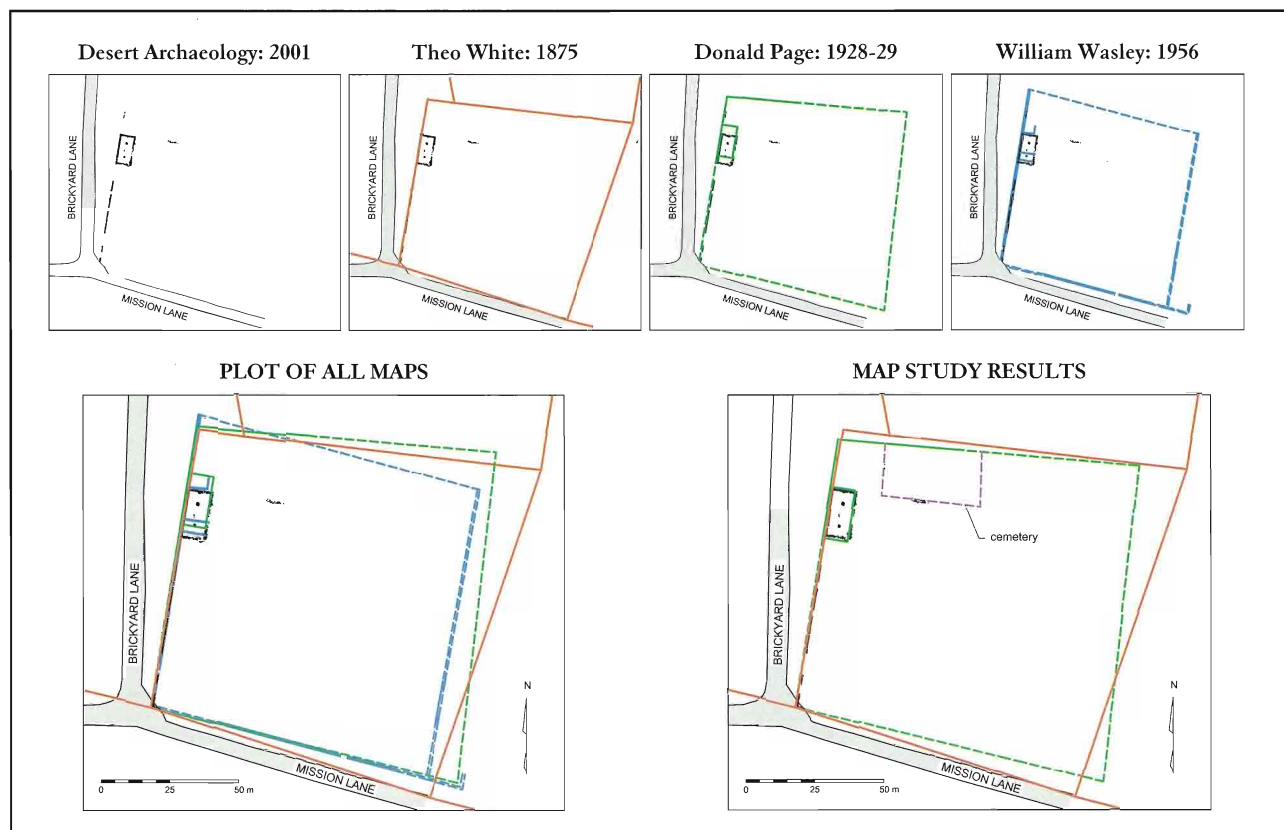 Desert Archaeology: 2001
Theo White: 1875
Donald Page: 1928-29
William Wasley: 1956
BRICKYARD LANE
MISSION LANE
BRICKYARD LANE
MISSION LANE
BRICKYARD LANE
MISSION LANE
BRICKYARD LANE
MISSION LANE
PLOT OF ALL MAPS
MAP STUDY RESULTS
BRICKYARD LANE
MISSION LANE
N
0 25 50 m
cemetery
BRICKYARD LANE
MISSION LANE
N
0 25 50 m